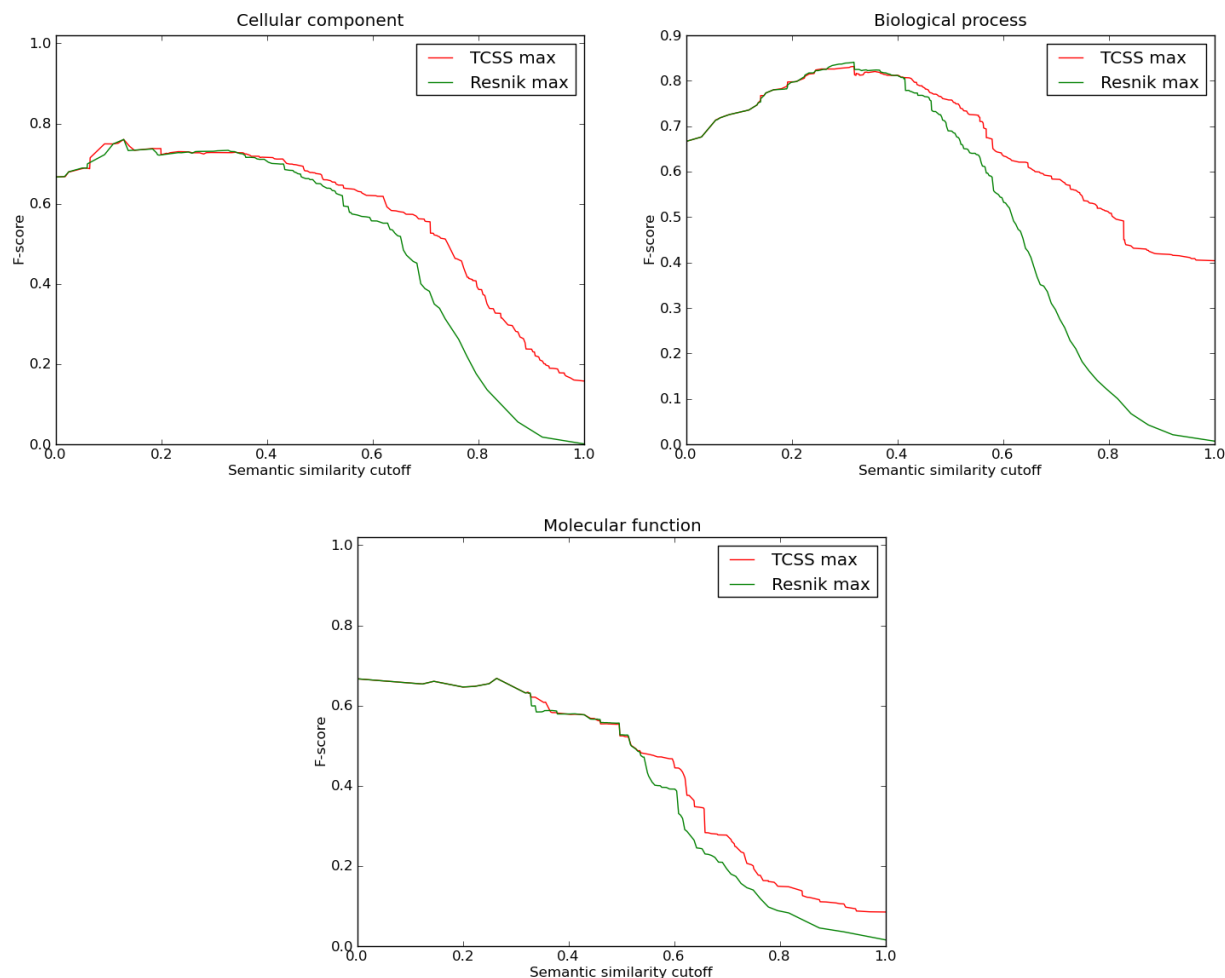 Cellular component
1.0
0.8
0.6
0.4
0.2
0.0
F-score
TCSS max
Resnik max
0.0 0.2 0.4 0.6 0.8 1.0
Semantic similarity cutoff
Biological process
0.9
0.8
0.7
0.6
0.5
0.4
0.3
0.2
0.1
0.0
F-score
TCSS max
Resnik max
0.0 0.2 0.4 0.6 0.8 1.0
Semantic similarity cutoff
Molecular function
1.0
0.8
0.6
0.4
0.2
0.0
F-score
TCSS max
Resnik max
0.0 0.2 0.4 0.6 0.8 1.0
Semantic similarity cutoff